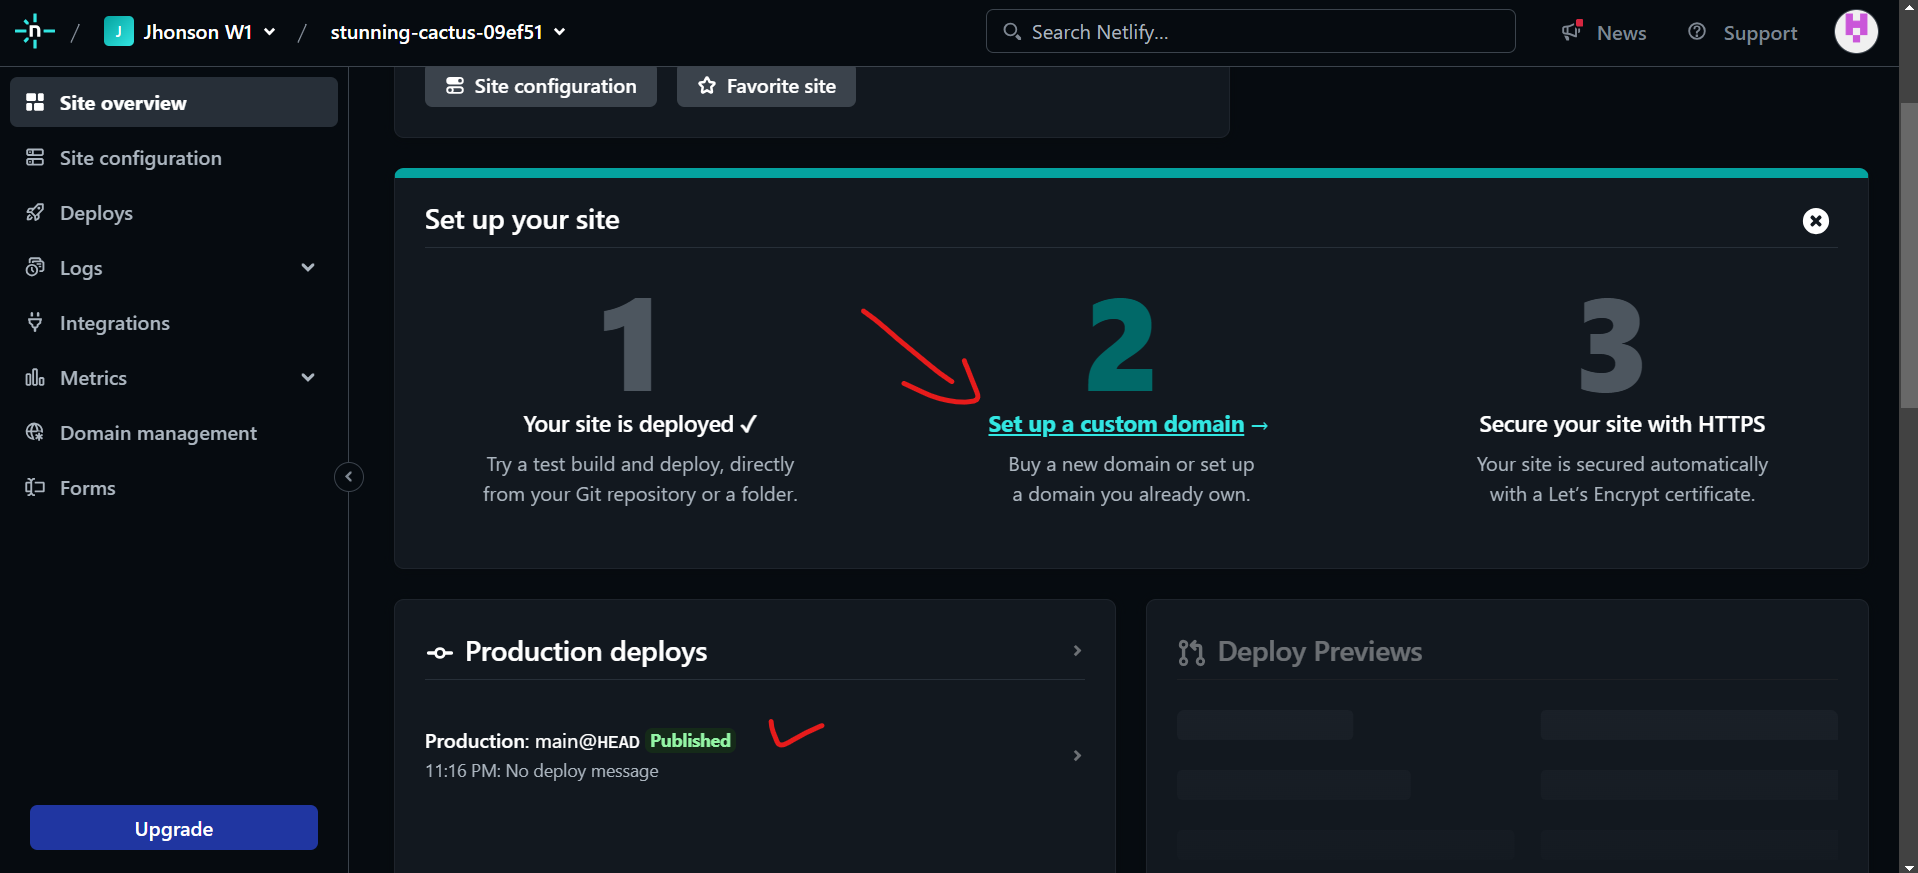 n / J Jhonson W1 / stunning-cactus-09ef51
Search Netlify...
News
Support
Site overview
Site configuration
Deploys
Logs
Integrations
Metrics
Domain management
Forms
Upgrade
Site configuration
Favorite site
Set up your site
1
Your site is deployed ✓
Try a test build and deploy, directly
from your Git repository or a folder.
2
Set up a custom domain →
Buy a new domain or set up
a domain you already own.
3
Secure your site with HTTPS
Your site is secured automatically
with a Let’s Encrypt certificate.
Production deploys
Production: main@HEAD Published
11:16 PM: No deploy message
Deploy Previews